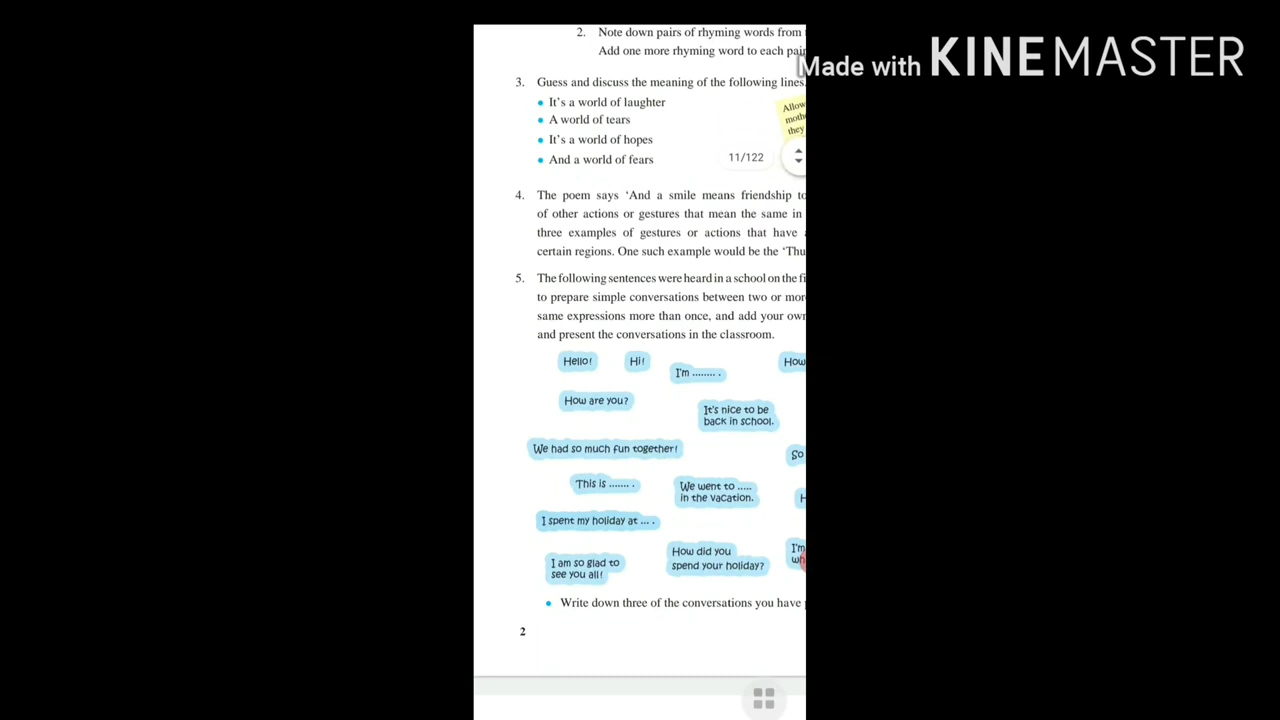 2. Note down pairs of rhyming words from
Add one more rhyming word to each pair
Made with KINEMASTER
3. Guess and discuss the meaning of the following lines.
• It's a world of laughter
• A world of tears
• It's a world of hopes
• And a world of fears
Allow
moth
they
11/122
4. The poem says ‘And a smile means friendship to
of other actions or gestures that mean the same in
three examples of gestures or actions that have
certain regions. One such example would be the ‘Thu
5. The following sentences were heard in a school on the fi
to prepare simple conversations between two or mor
same expressions more than once, and add your own
and present the conversations in the classroom.
Hello!
Hi!
I'm ........ .
How
How are you?
It's nice to be
back in school.
We had so much fun together!
So
This is ....... .
We went to .....
in the vacation.
H
I spent my holiday at ... .
I am so glad to
see you all!
How did you
spend your holiday?
I'm
wh
• Write down three of the conversations you have
2